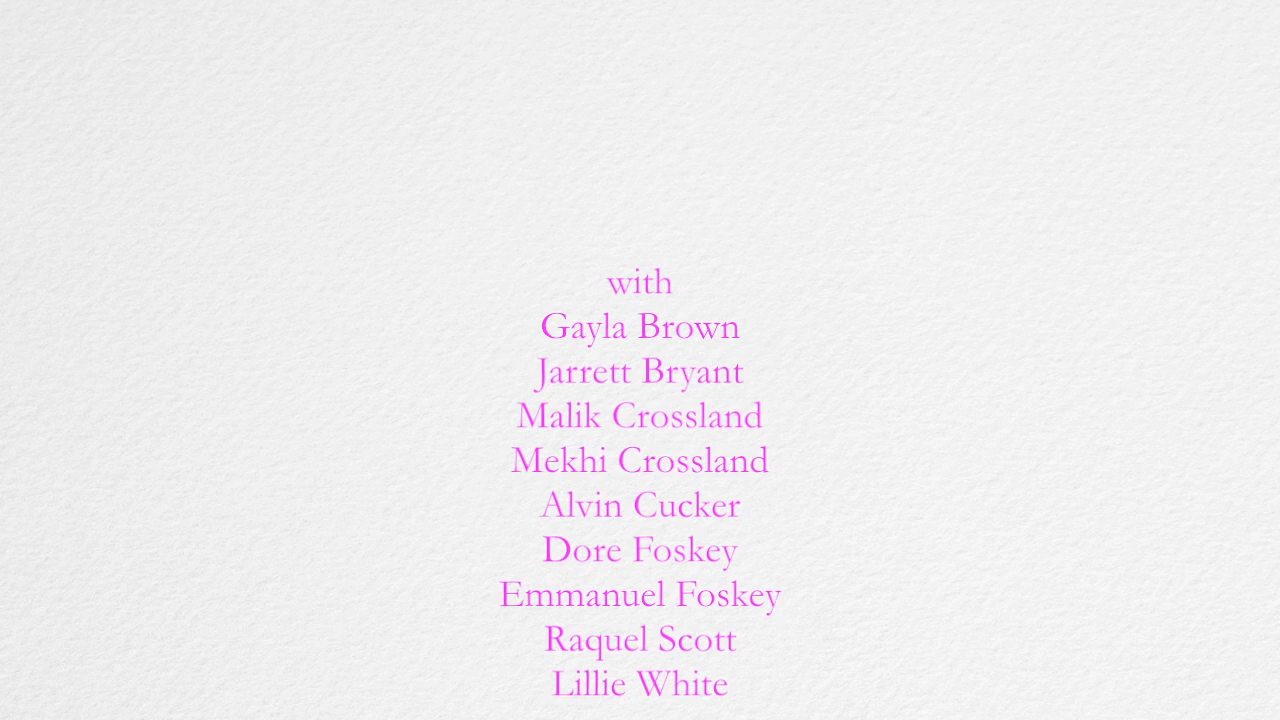 with
Gayla Brown
Jarrett Bryant
Malik Crossland
Mekhi Crossland
Alvin Cucker
Dore Foskey
Emmanuel Foskey
Raquel Scott
Lillie White